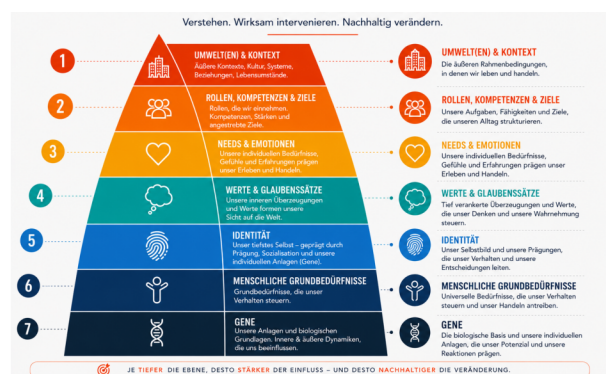 Verstehen. Wirksam intervenieren. Nachhaltig verändern.
1
UMWELT(EN) & KONTEXT
Äußere Kontexte, Kultur, Systeme,
Beziehungen, Lebensumstände.
UMWELT(EN) & KONTEXT
Die äußeren Rahmenbedingungen,
in denen wir leben und handeln.
2
ROLLEN, KOMPETENZEN & ZIELE
Rollen, die wir einnehmen.
Kompetenzen, Stärken und
angestrebte Ziele.
ROLLEN, KOMPETENZEN & ZIELE
Unsere Aufgaben, Fähigkeiten und Ziele,
die unseren Alltag strukturieren.
3
NEEDS & EMOTIONEN
Unsere individuellen Bedürfnisse,
Gefühle und Erfahrungen prägen
unser Erleben und Handeln.
NEEDS & EMOTIONEN
Unsere individuellen Bedürfnisse,
Gefühle und Erfahrungen prägen unser
Erleben und Handeln.
4
WERTE & GLAUBENSSÄTZE
Unsere inneren Überzeugungen
und Werte formen unsere
Sicht auf die Welt.
WERTE & GLAUBENSSÄTZE
Tief verankerte Überzeugungen und Werte,
die unser Denken und unsere Wahrnehmung
steuern.
5
IDENTITÄT
Unser tiefstes Selbst – geprägt durch
Prägung, Sozialisation und unsere
individuellen Anlagen (Gene).
IDENTITÄT
Unser Selbstbild und unsere Prägungen,
die unser Verhalten und unsere
Entscheidungen leiten.
6
MENSCHLICHE GRUNDBEDÜRFNISSE
Grundbedürfnisse, die unser
Verhalten steuern.
MENSCHLICHE GRUNDBEDÜRFNISSE
Universelle Bedürfnisse, die unser Verhalten
steuern und unser Handeln antreiben.
7
GENE
Unsere Anlagen und biologischen
Grundlagen. Innere & äußere Dynamiken,
die uns beeinflussen.
GENE
Die biologische Basis und unsere individuellen
Anlagen, die unser Potenzial und unsere
Reaktionen prägen.
JE TIEFER DIE EBENE, DESTO STÄRKER DER EINFLUSS – UND DESTO NACHHALTIGER DIE VERÄNDERUNG.